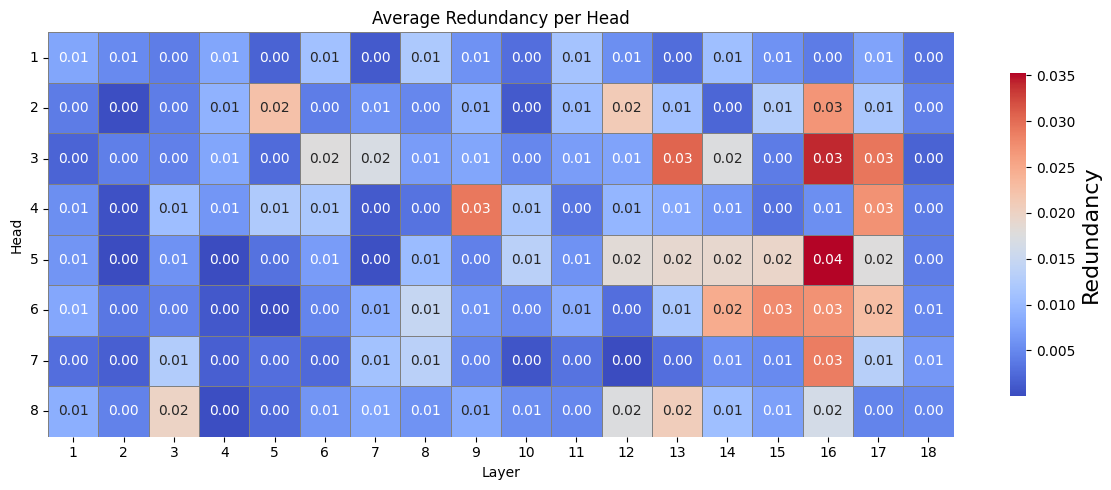 Average Redundancy per Head
1 0.01 0.01 0.00 0.01 0.00 0.01 0.00 0.01 0.01 0.00 0.01 0.01 0.00 0.01 0.01 0.00 0.01 0.00
2 0.00 0.00 0.00 0.01 0.02 0.00 0.01 0.00 0.01 0.00 0.01 0.02 0.01 0.00 0.01 0.03 0.01 0.00
3 0.00 0.00 0.00 0.01 0.00 0.02 0.02 0.01 0.01 0.00 0.01 0.01 0.03 0.02 0.00 0.03 0.03 0.00
4 0.01 0.00 0.01 0.01 0.01 0.01 0.00 0.00 0.03 0.01 0.00 0.01 0.01 0.01 0.00 0.01 0.03 0.00
5 0.01 0.00 0.01 0.00 0.00 0.01 0.00 0.01 0.00 0.01 0.01 0.02 0.02 0.02 0.02 0.04 0.02 0.00
6 0.01 0.00 0.00 0.00 0.00 0.00 0.01 0.01 0.01 0.00 0.01 0.00 0.01 0.02 0.03 0.03 0.02 0.01
7 0.00 0.00 0.01 0.00 0.00 0.00 0.01 0.01 0.00 0.00 0.00 0.00 0.00 0.01 0.01 0.03 0.01 0.01
8 0.01 0.00 0.02 0.00 0.00 0.01 0.01 0.01 0.01 0.01 0.00 0.02 0.02 0.01 0.01 0.02 0.00 0.00
1 2 3 4 5 6 7 8 9 10 11 12 13 14 15 16 17 18
Layer
Head
0.035
0.030
0.025
0.020
0.015
0.010
0.005
Redundancy